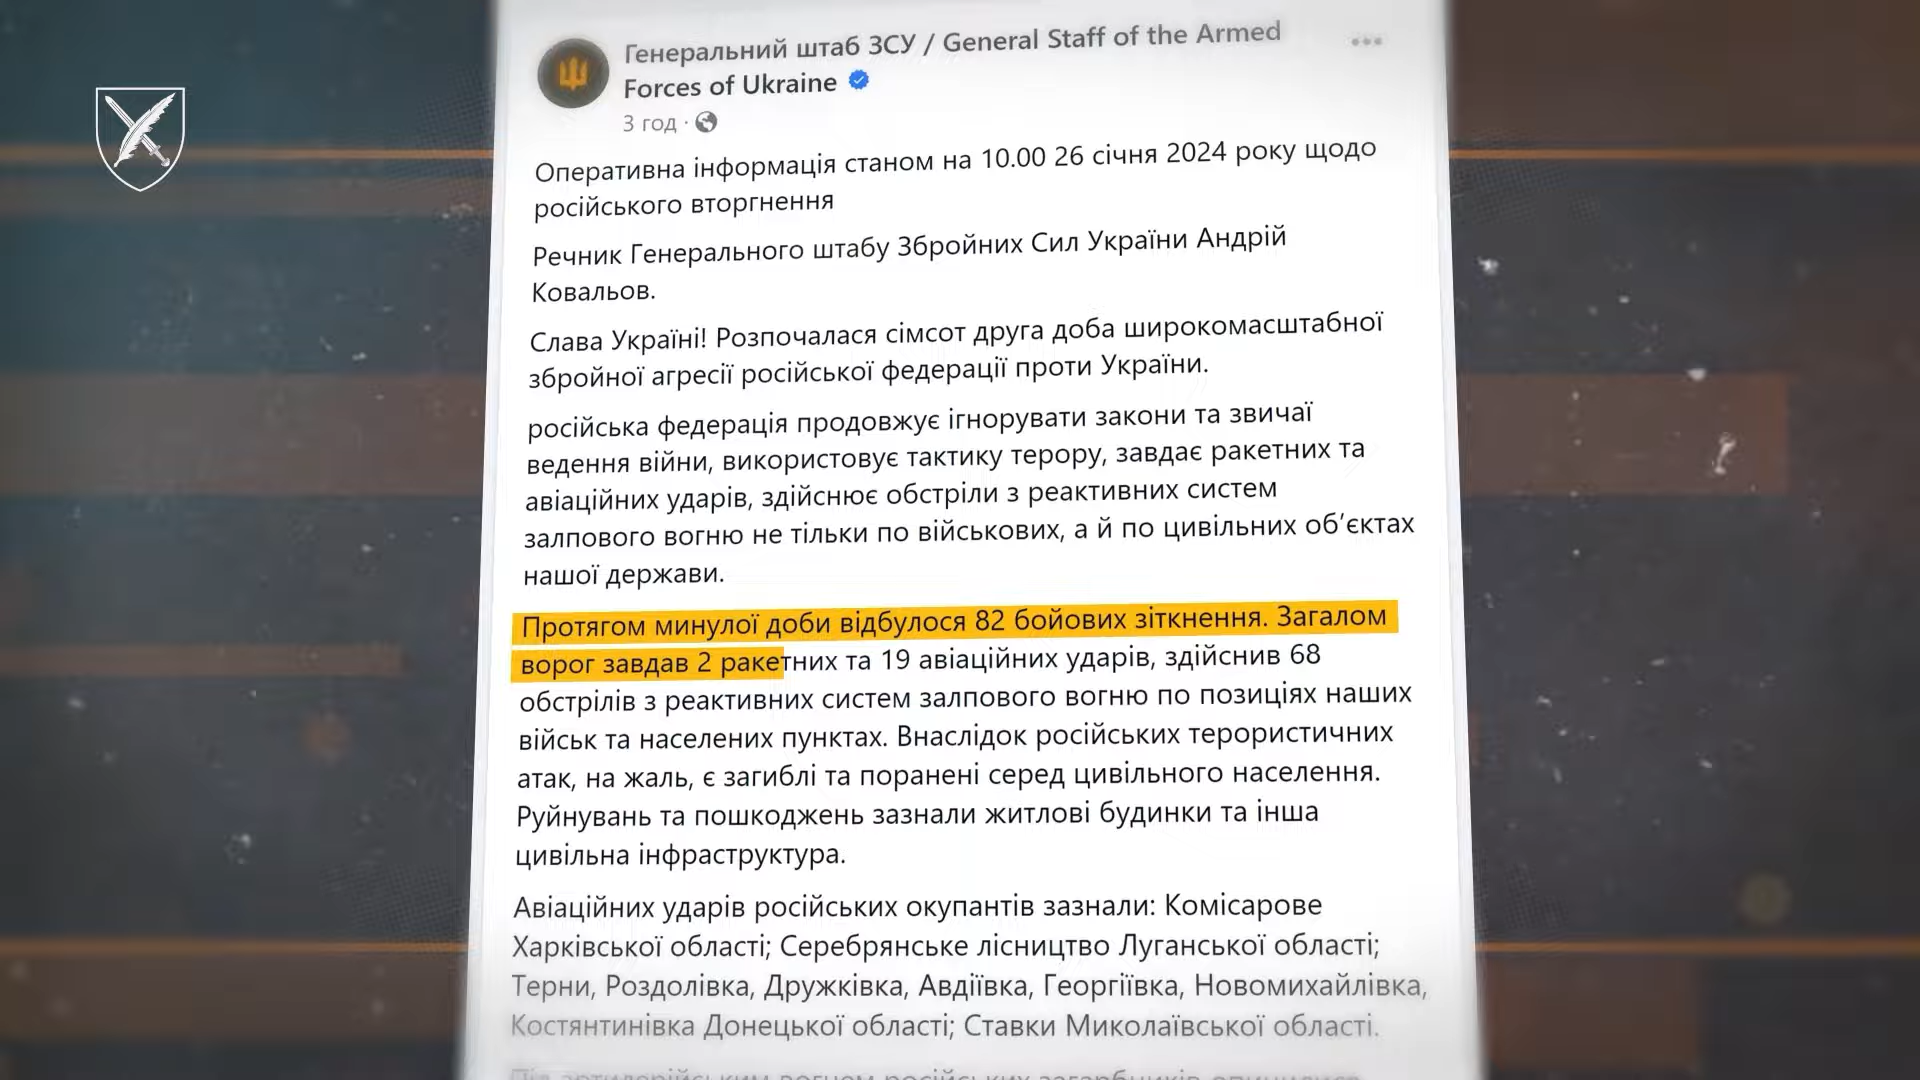 Генеральний штаб ЗСУ / General Staff of the Armed
Forces of Ukraine
3 год ·
Оперативна інформація станом на 10.00 26 січня 2024 року щодо
російського вторгнення
Речник Генерального штабу Збройних Сил України Андрій
Ковальов.
Слава Україні! Розпочалася сімсот друга доба широкомасштабної
збройної агресії російської федерації проти України.
російська федерація продовжує ігнорувати закони та звичаї
ведення війни, використовує тактику терору, завдає ракетних та
авіаційних ударів, здійснює обстріли з реактивних систем
залпового вогню не тільки по військових, а й по цивільних об’єктах
нашої держави.
Протягом минулої доби відбулося 82 бойових зіткнення. Загалом
ворог завдав 2 ракетних та 19 авіаційних ударів, здійснив 68
обстрілів з реактивних систем залпового вогню по позиціях наших
військ та населених пунктах. Внаслідок російських терористичних
атак, на жаль, є загиблі та поранені серед цивільного населення.
Руйнувань та пошкоджень зазнали житлові будинки та інша
цивільна інфраструктура.
Авіаційних ударів російських окупантів зазнали: Комісарове
Харківської області; Серебрянське лісництво Луганської області;
Терни, Роздолівка, Дружківка, Авдіївка, Георгіївка, Новомихайлівка,
Костянтинівка Донецької області; Ставки Миколаївської області.
Під артилерійським вогнем російських загарбників опинилися